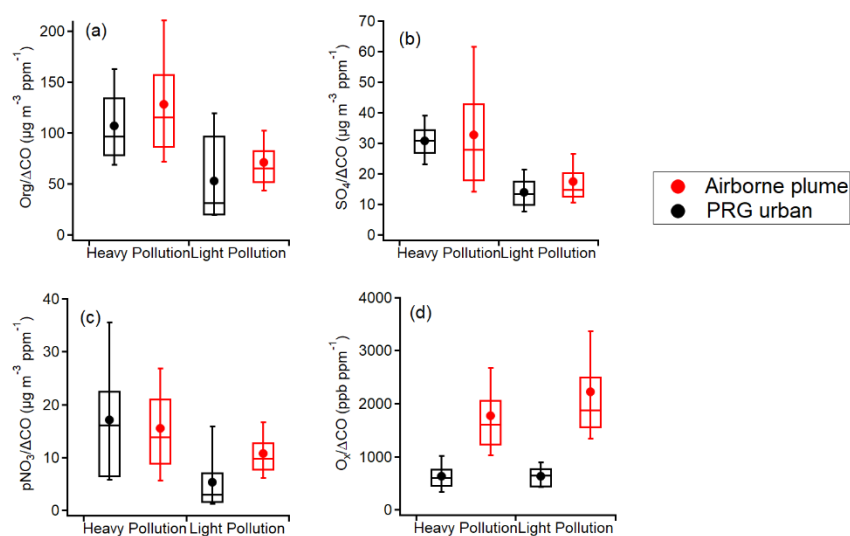 (a)
Org/ΔCO (µg m⁻³ ppm⁻¹)
200
150
100
50
0
Heavy Pollution Light Pollution
(b)
SO₄/ΔCO (µg m⁻³ ppm⁻¹)
70
60
50
40
30
20
10
0
Heavy Pollution Light Pollution
Airborne plume
PRG urban
(c)
pNO₃/ΔCO (µg m⁻³ ppm⁻¹)
40
30
20
10
0
Heavy Pollution Light Pollution
(d)
Oₓ/ΔCO (ppb ppm⁻¹)
4000
3000
2000
1000
0
Heavy Pollution Light Pollution